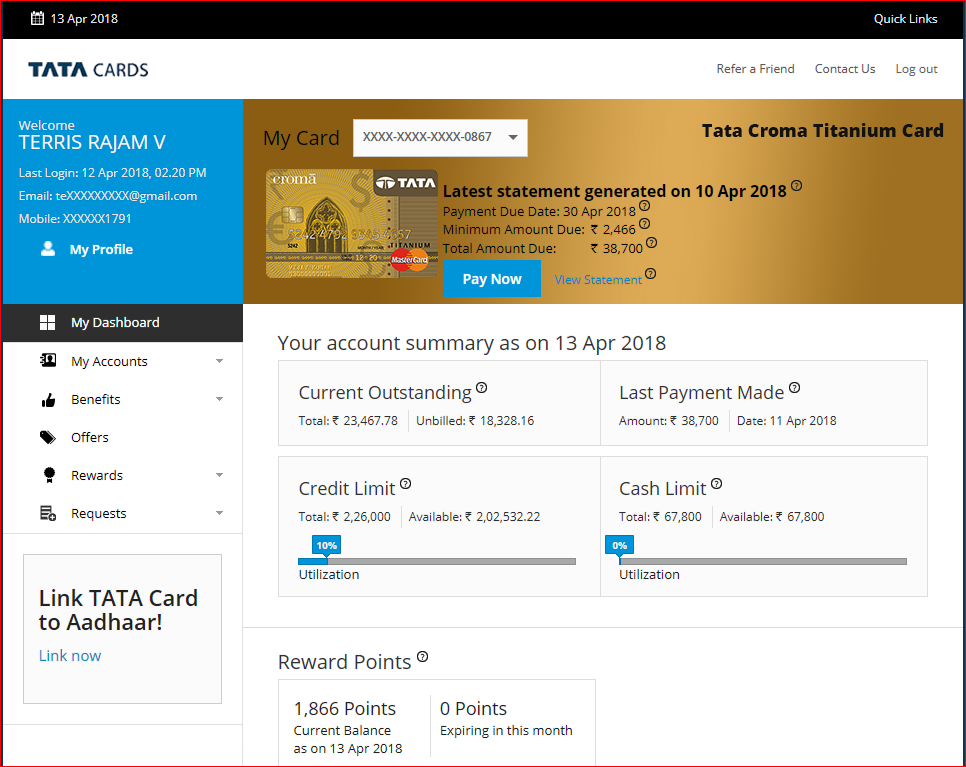 13 Apr 2018 Quick Links
TATA CARDS Refer a Friend Contact Us Log out
Welcome
TERRIS RAJAM V
Last Login: 12 Apr 2018, 02.20 PM
Email: teXXXXXXXXX@gmail.com
Mobile: XXXXXX1791
My Profile
My Card XXXX-XXXX-XXXX-0867 Tata Croma Titanium Card
cromā TATA
TITANIUM
MasterCard
Latest statement generated on 10 Apr 2018
Payment Due Date: 30 Apr 2018
Minimum Amount Due: ₹ 2,466
Total Amount Due: ₹ 38,700
Pay Now View Statement
My Dashboard
My Accounts
Benefits
Offers
Rewards
Requests
Link TATA Card
to Aadhaar!
Link now
Your account summary as on 13 Apr 2018
Current Outstanding
Total: ₹ 23,467.78 Unbilled: ₹ 18,328.16
Last Payment Made
Amount: ₹ 38,700 Date: 11 Apr 2018
Credit Limit
Total: ₹ 2,26,000 Available: ₹ 2,02,532.22
10%
Utilization
Cash Limit
Total: ₹ 67,800 Available: ₹ 67,800
0%
Utilization
Reward Points
1,866 Points
Current Balance
as on 13 Apr 2018
0 Points
Expiring in this month